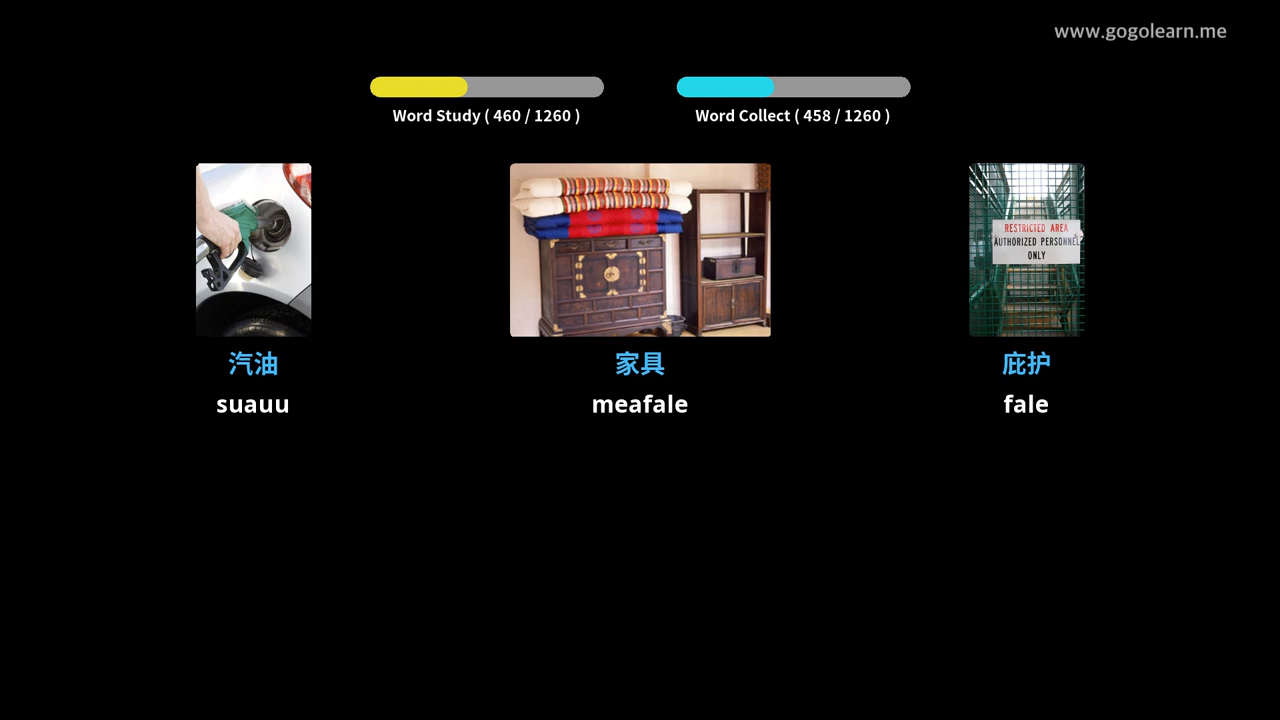 www.gogolearn.me
Word Study ( 460 / 1260 )
Word Collect ( 458 / 1260 )
RESTRICTED AREA
AUTHORIZED PERSONNEL
ONLY
汽油
家具
庇护
suauu
meafale
fale